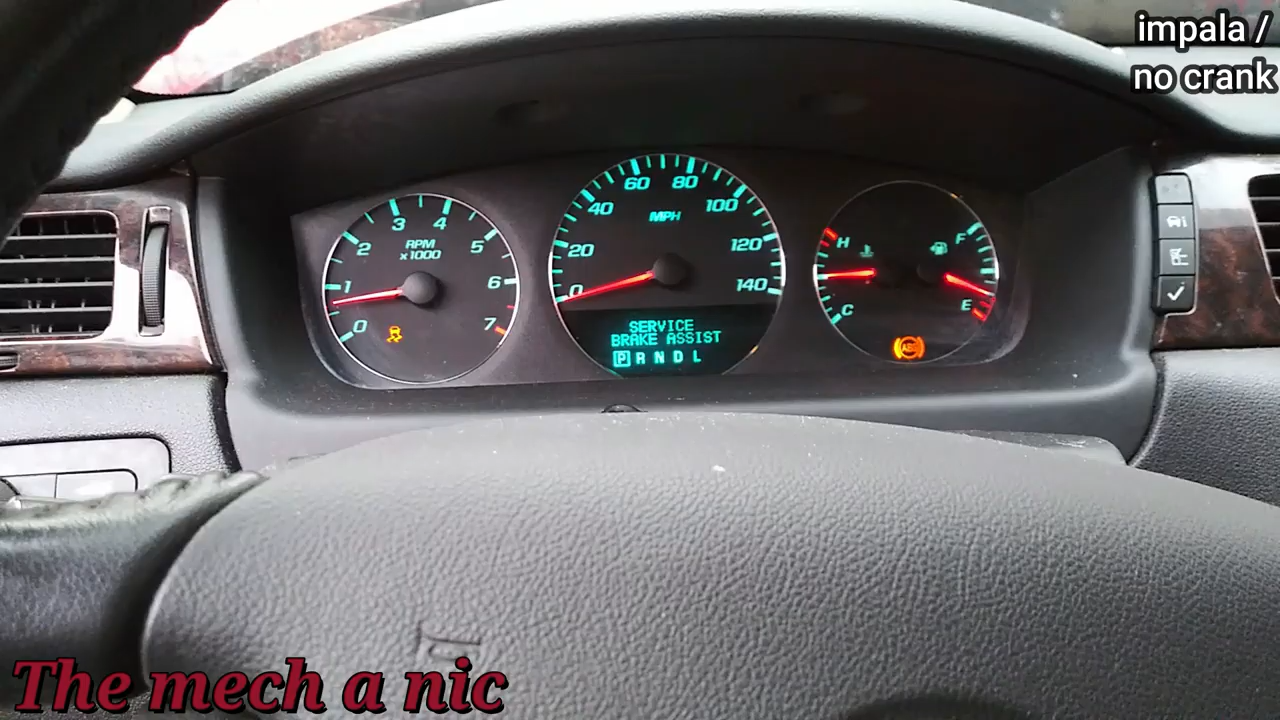 impala /
no crank
0 1 2 3 4 5 6 7
RPM
x1000
0 20 40 60 80 100 120 140
MPH
SERVICE
BRAKE ASSIST
P R N D L
H
C
F
E
ABS
The mech a nic